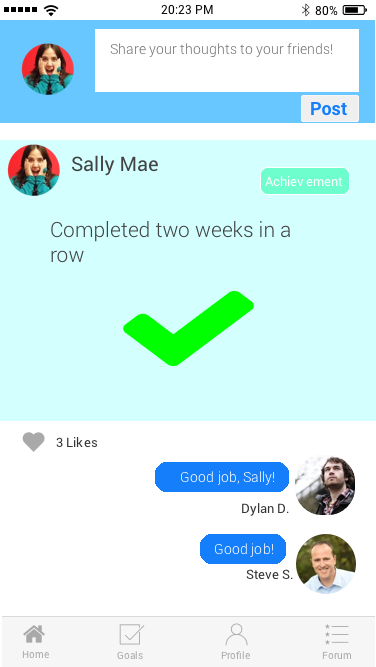 20:23 PM
80%
Share your thoughts to your friends!
Post
Sally Mae
Achiev ement
Completed two weeks in a
row
3 Likes
Good job, Sally!
Dylan D.
Good job!
Steve S.
Home
Goals
Profile
Forum